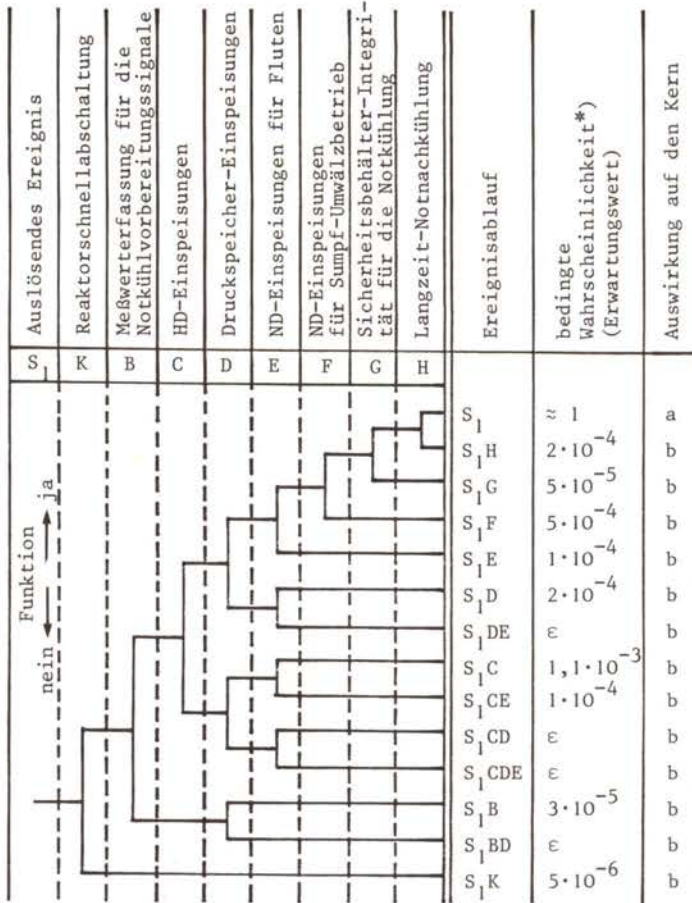 Auslösendes Ereignis
Reaktorschnellabschaltung
Meßwerterfassung für die
Notkühlvorbereitungssignale
HD-Einspeisungen
Druckspeicher-Einspeisungen
ND-Einspeisungen für Fluten
ND-Einspeisungen
für Sumpf-Umwälzbetrieb
Sicherheitsbehälter-Integri-
tät für die Notkühlung
Langzeit-Notnachkühlung
Ereignisablauf
bedingte
Wahrscheinlichkeit*)
(Erwartungswert)
Auswirkung auf den Kern
S₁ K B C D E F G H
Funktion
nein ja
S₁ ≈ 1 a
S₁H 2·10⁻⁴ b
S₁G 5·10⁻⁵ b
S₁F 5·10⁻⁴ b
S₁E 1·10⁻⁴ b
S₁D 2·10⁻⁴ b
S₁DE ε b
S₁C 1,1·10⁻³ b
S₁CE 1·10⁻⁴ b
S₁CD ε b
S₁CDE ε b
S₁B 3·10⁻⁵ b
S₁BD ε b
S₁K 5·10⁻⁶ b